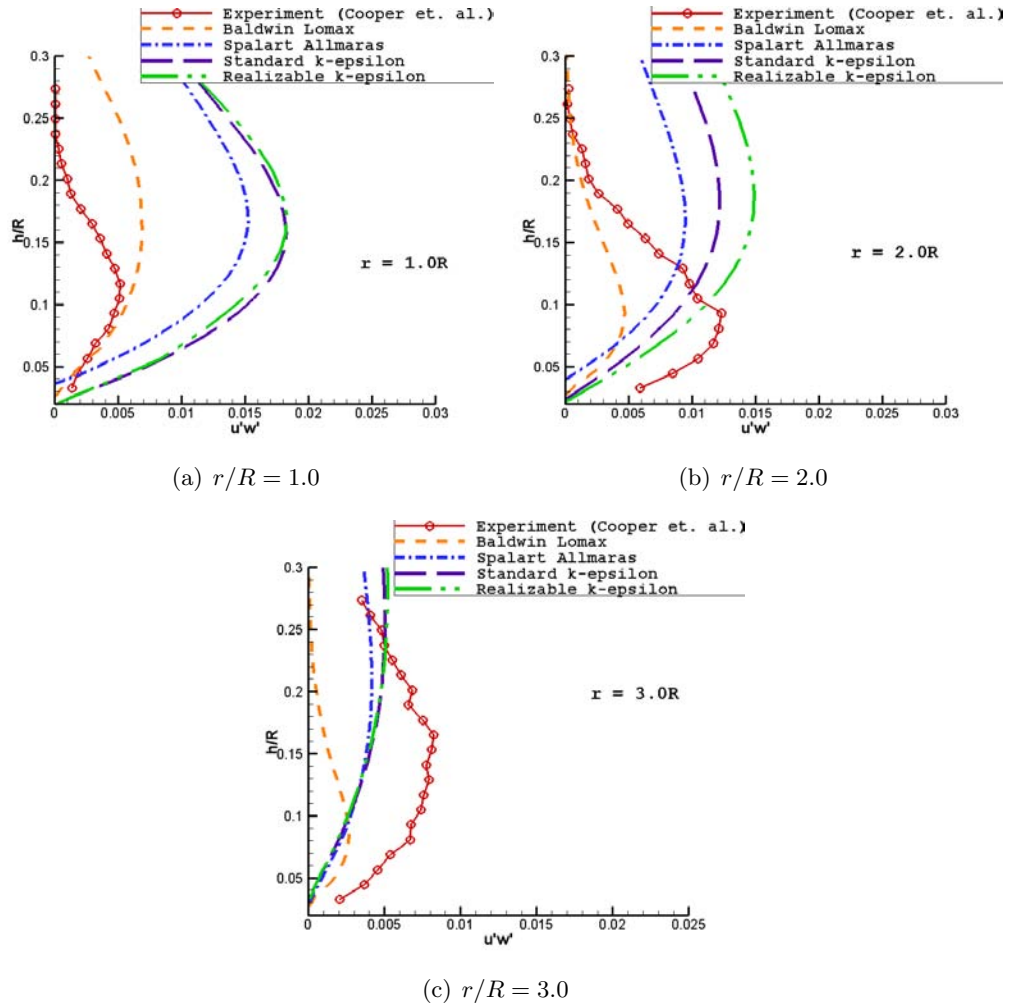 Experiment (Cooper et. al.)
Baldwin Lomax
Spalart Allmaras
Standard k-epsilon
Realizable k-epsilon
0.3
0.25
0.2
0.15
0.1
0.05
h/R
r = 1.0R
0
0.005
0.01
0.015
0.02
0.025
0.03
u'w'
(a) r/R = 1.0
Experiment (Cooper et. al.)
Baldwin Lomax
Spalart Allmaras
Standard k-epsilon
Realizable k-epsilon
0.3
0.25
0.2
0.15
0.1
0.05
h/R
r = 2.0R
0
0.005
0.01
0.015
0.02
0.025
0.03
u'w'
(b) r/R = 2.0
Experiment (Cooper et. al.)
Baldwin Lomax
Spalart Allmaras
Standard k-epsilon
Realizable k-epsilon
0.3
0.25
0.2
0.15
0.1
0.05
h/R
r = 3.0R
0
0.005
0.01
0.015
0.02
0.025
u'w'
(c) r/R = 3.0